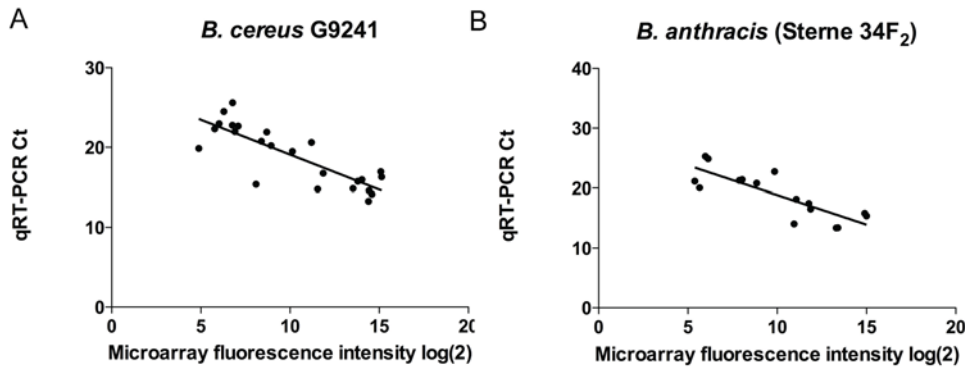 A
B. cereus G9241
30
20
10
0
0
5
10
15
20
qRT-PCR Ct
Microarray fluorescence intensity log(2)
B
B. anthracis (Sterne 34F2)
40
30
20
10
0
0
5
10
15
20
qRT-PCR Ct
Microarray fluorescence intensity log(2)